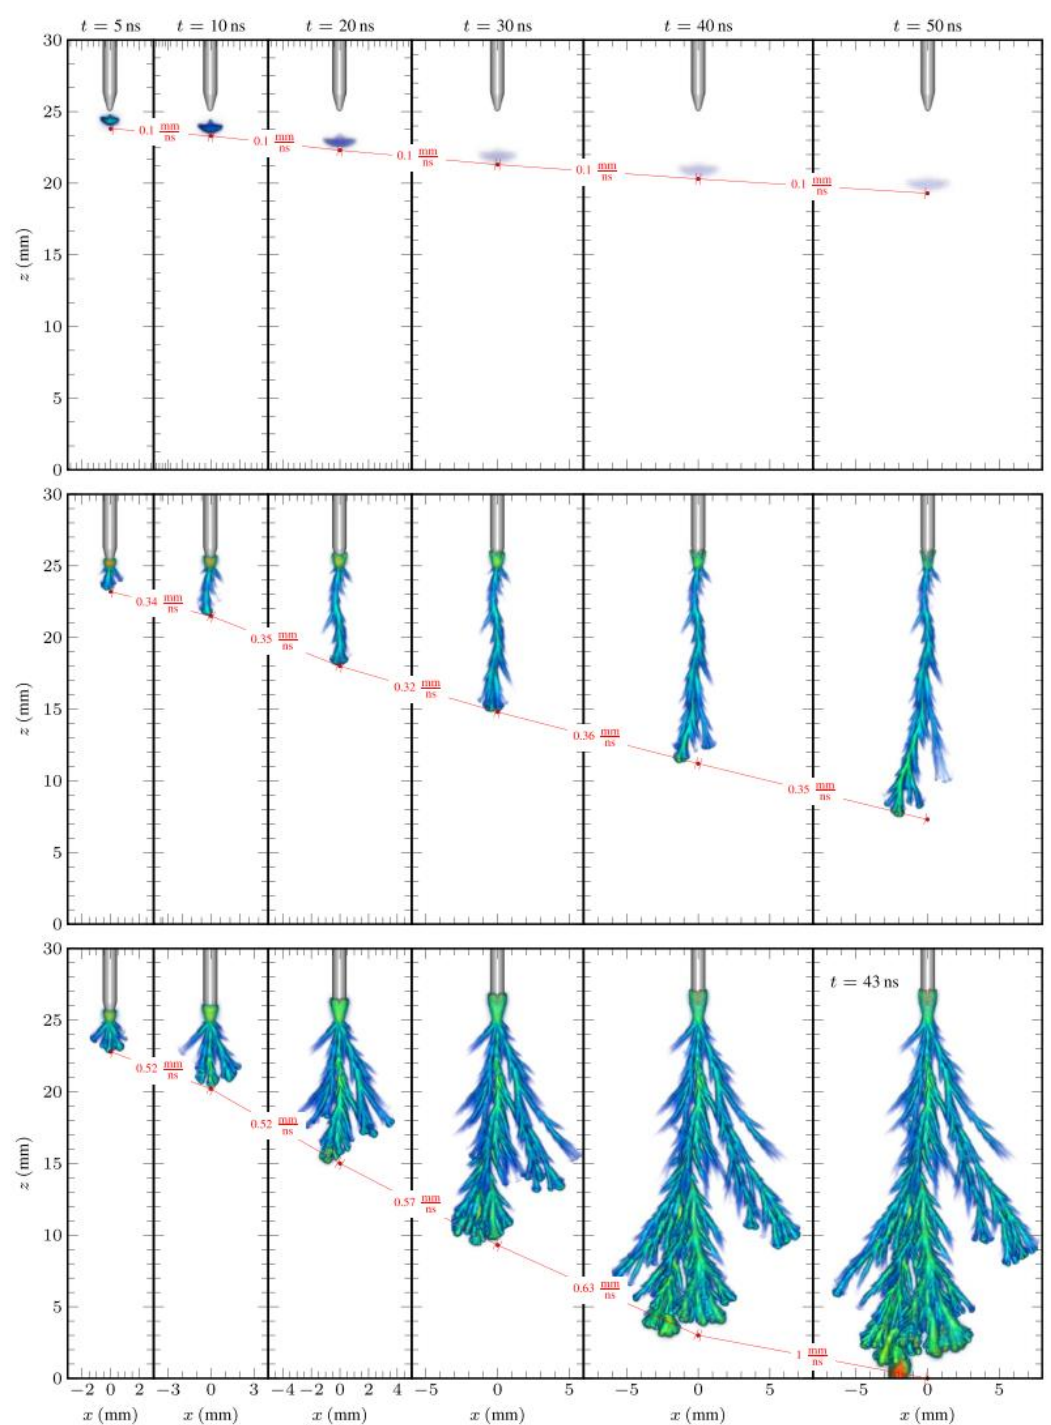 t = 5 ns t = 10 ns t = 20 ns t = 30 ns t = 40 ns t = 50 ns
30
25
20
15
10
5
0
z (mm)
0.1 mm/ns
0.1 mm/ns
0.1 mm/ns
0.1 mm/ns
0.1 mm/ns
30
25
20
15
10
5
0
z (mm)
0.34 mm/ns
0.35 mm/ns
0.32 mm/ns
0.36 mm/ns
0.35 mm/ns
30
25
20
15
10
5
0
z (mm)
0.52 mm/ns
0.52 mm/ns
0.57 mm/ns
0.63 mm/ns
1 mm/ns
t = 43 ns
−2 0 2 −3 0 3 −4 −2 0 2 4 −5 0 5 −5 0 5 −5 0 5
x (mm) x (mm) x (mm) x (mm) x (mm) x (mm)